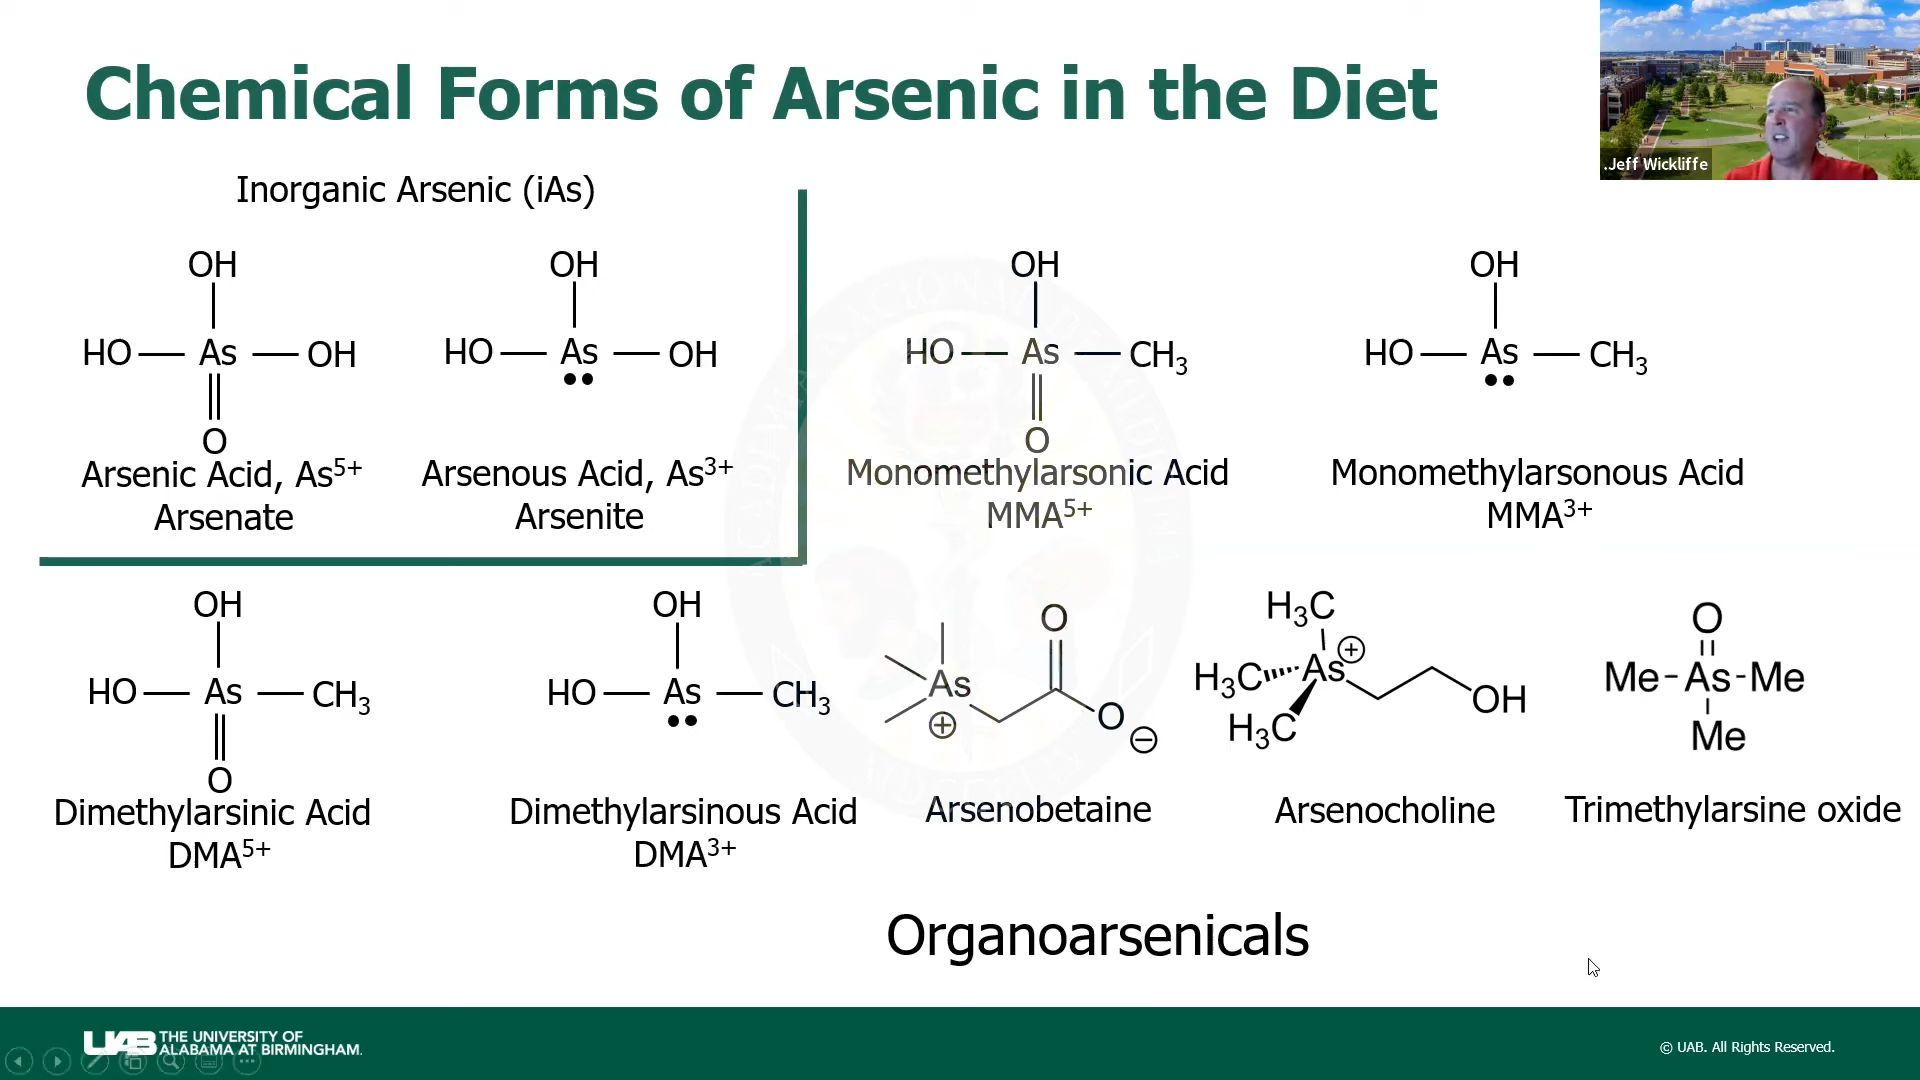 Chemical Forms of Arsenic in the Diet
.Jeff Wickliffe
Inorganic Arsenic (iAs)
OH
HO As OH
O
Arsenic Acid, As5+
Arsenate
OH
HO As OH
Arsenous Acid, As3+
Arsenite
OH
HO As CH3
O
Monomethylarsonic Acid
MMA5+
OH
HO As CH3
Monomethylarsonous Acid
MMA3+
OH
HO As CH3
O
Dimethylarsinic Acid
DMA5+
OH
HO As CH3
Dimethylarsinous Acid
DMA3+
O
As
⊕
O
⊖
Arsenobetaine
H3C
⊕
H3C As
OH
H3C
Arsenocholine
O
Me-As-Me
Me
Trimethylarsine oxide
Organoarsenicals
UAB THE UNIVERSITY OF
ALABAMA AT BIRMINGHAM.
© UAB. All Rights Reserved.